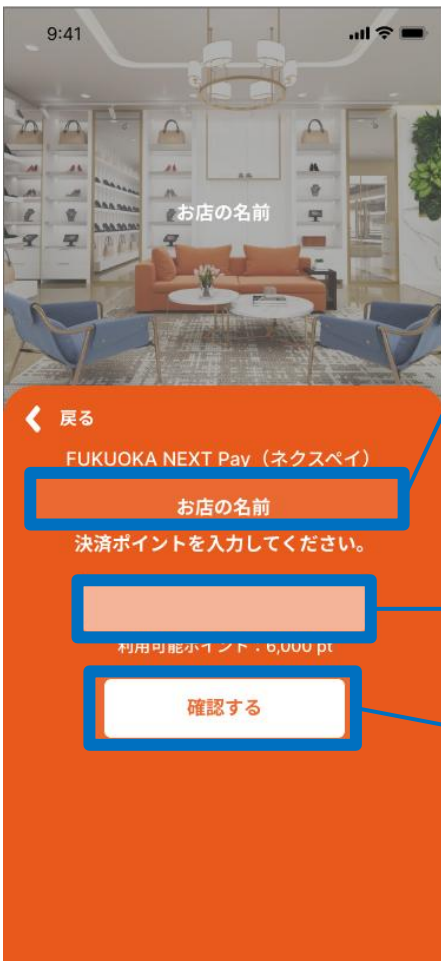 9:41
お店の名前
戻る
FUKUOKA NEXT Pay（ネクスペイ）
お店の名前
決済ポイントを入力してください。
利用可能ポイント：6,000 pt
確認する